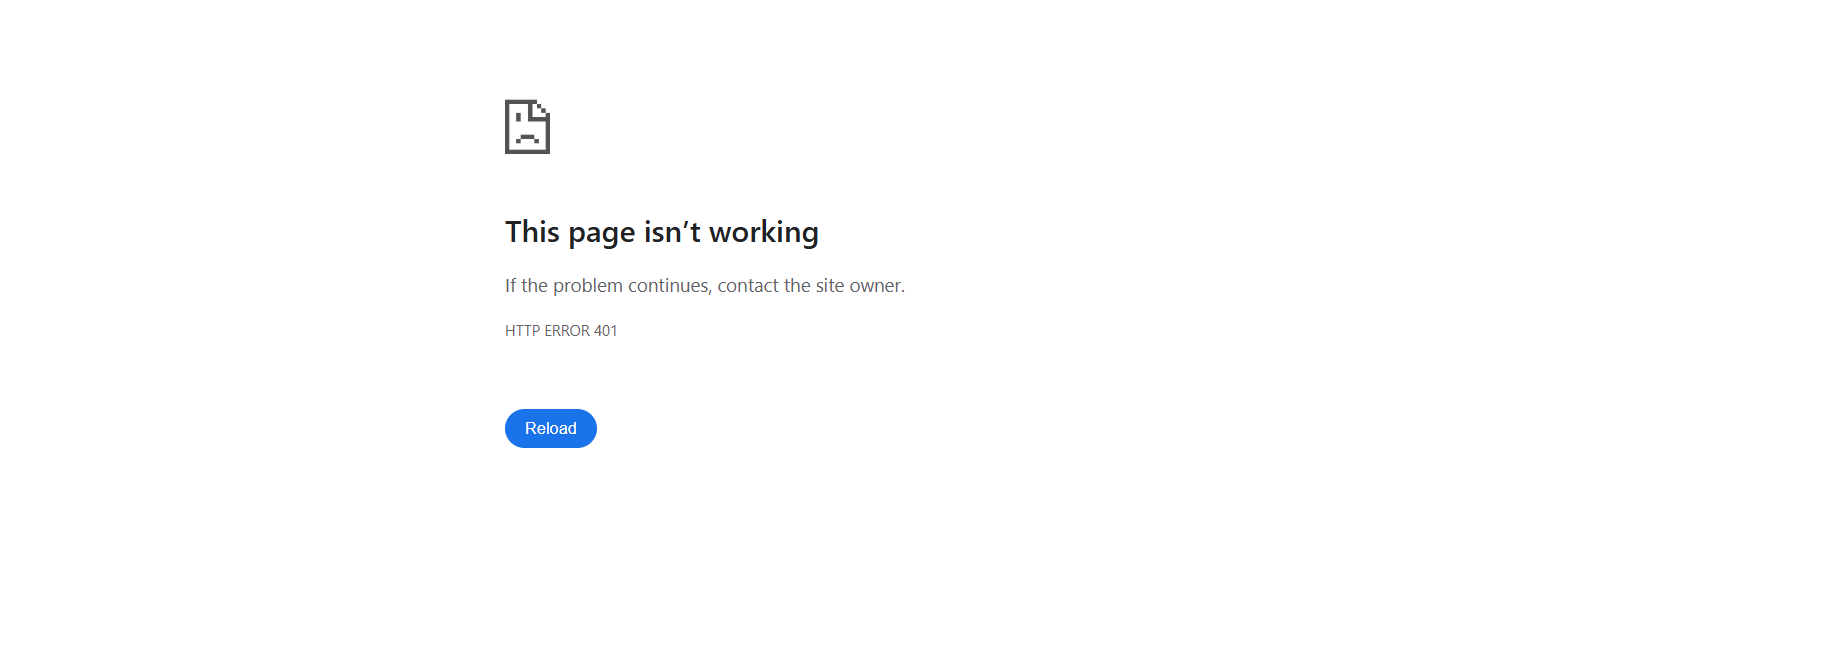 This page isn’t working
If the problem continues, contact the site owner.
HTTP ERROR 401
Reload